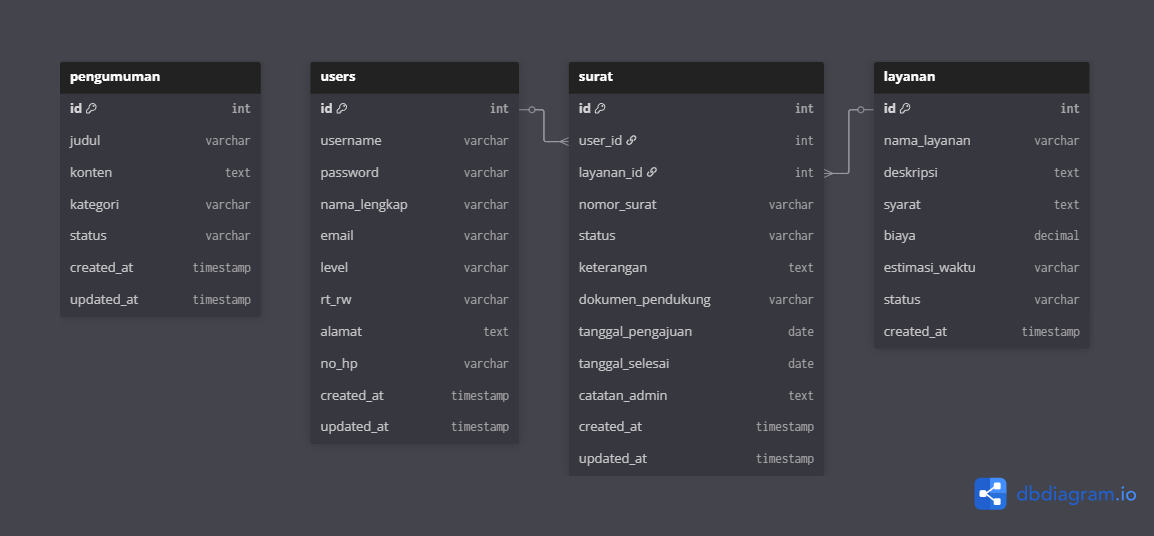 pengumuman
id int
judul varchar
konten text
kategori varchar
status varchar
created_at timestamp
updated_at timestamp
users
id int
username varchar
password varchar
nama_lengkap varchar
email varchar
level varchar
rt_rw varchar
alamat text
no_hp varchar
created_at timestamp
updated_at timestamp
surat
id int
user_id int
layanan_id int
nomor_surat varchar
status varchar
keterangan text
dokumen_pendukung varchar
tanggal_pengajuan date
tanggal_selesai date
catatan_admin text
created_at timestamp
updated_at timestamp
layanan
id int
nama_layanan varchar
deskripsi text
syarat text
biaya decimal
estimasi_waktu varchar
status varchar
created_at timestamp
dbdiagram.io